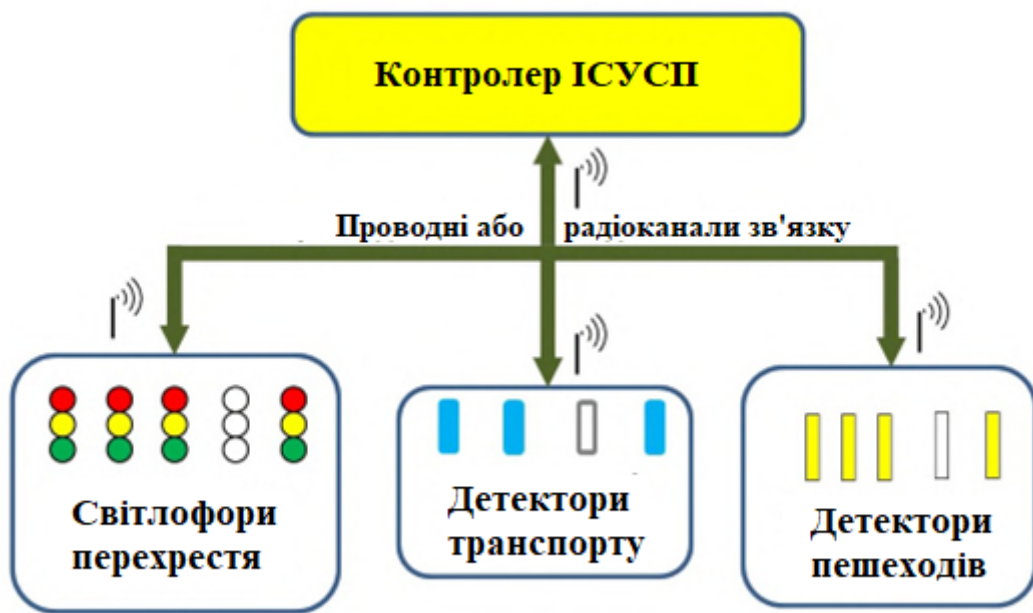 Контролер ІСУСП
Проводні або радіоканали зв'язку
Світлофори
перехрестя
Детектори
транспорту
Детектори
пешеходів